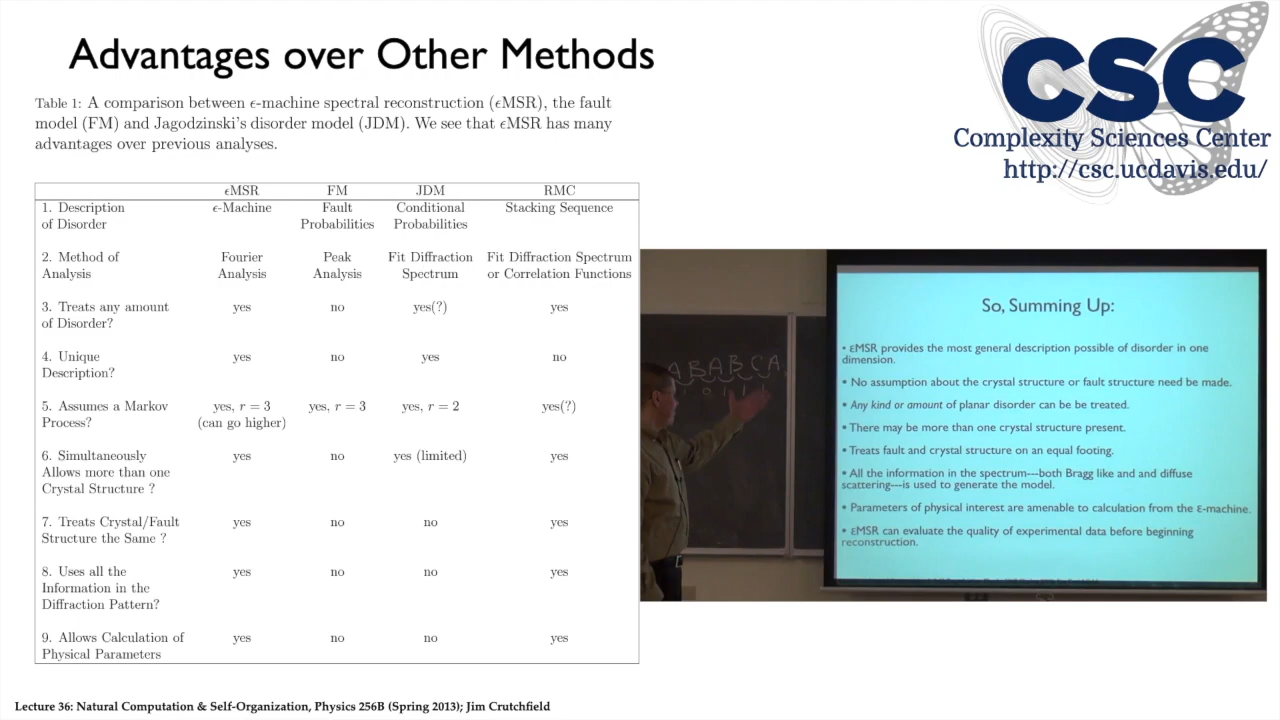 Advantages over Other Methods
Table 1: A comparison between ϵ-machine spectral reconstruction (ϵMSR), the fault
model (FM) and Jagodzinski's disorder model (JDM). We see that ϵMSR has many
advantages over previous analyses.
ϵMSR FM JDM RMC
1. Description ϵ-Machine Fault Conditional Stacking Sequence
of Disorder Probabilities Probabilities
2. Method of Fourier Peak Fit Diffraction Fit Diffraction Spectrum
Analysis Analysis Analysis Spectrum or Correlation Functions
3. Treats any amount yes no yes(?) yes
of Disorder?
4. Unique yes no yes no
Description?
5. Assumes a Markov yes, r = 3 yes, r = 3 yes, r = 2 yes(?)
Process? (can go higher)
6. Simultaneously yes no yes (limited) yes
Allows more than one
Crystal Structure ?
7. Treats Crystal/Fault yes no no yes
Structure the Same ?
8. Uses all the yes no no yes
Information in the
Diffraction Pattern?
9. Allows Calculation of yes no no yes
Physical Parameters
CSC
Complexity Sciences Center
http://csc.ucdavis.edu/
ABABCA
So, Summing Up:
• εMSR provides the most general description possible of disorder in one
dimension.
• No assumption about the crystal structure or fault structure need be made.
• Any kind or amount of planar disorder can be be treated.
• There may be more than one crystal structure present.
• Treats fault and crystal structure on an equal footing.
• All the information in the spectrum---both Bragg like and and diffuse
scattering---is used to generate the model.
• Parameters of physical interest are amenable to calculation from the ε-machine.
• εMSR can evaluate the quality of experimental data before beginning
reconstruction.
Lecture 36: Natural Computation & Self-Organization, Physics 256B (Spring 2013); Jim Crutchfield